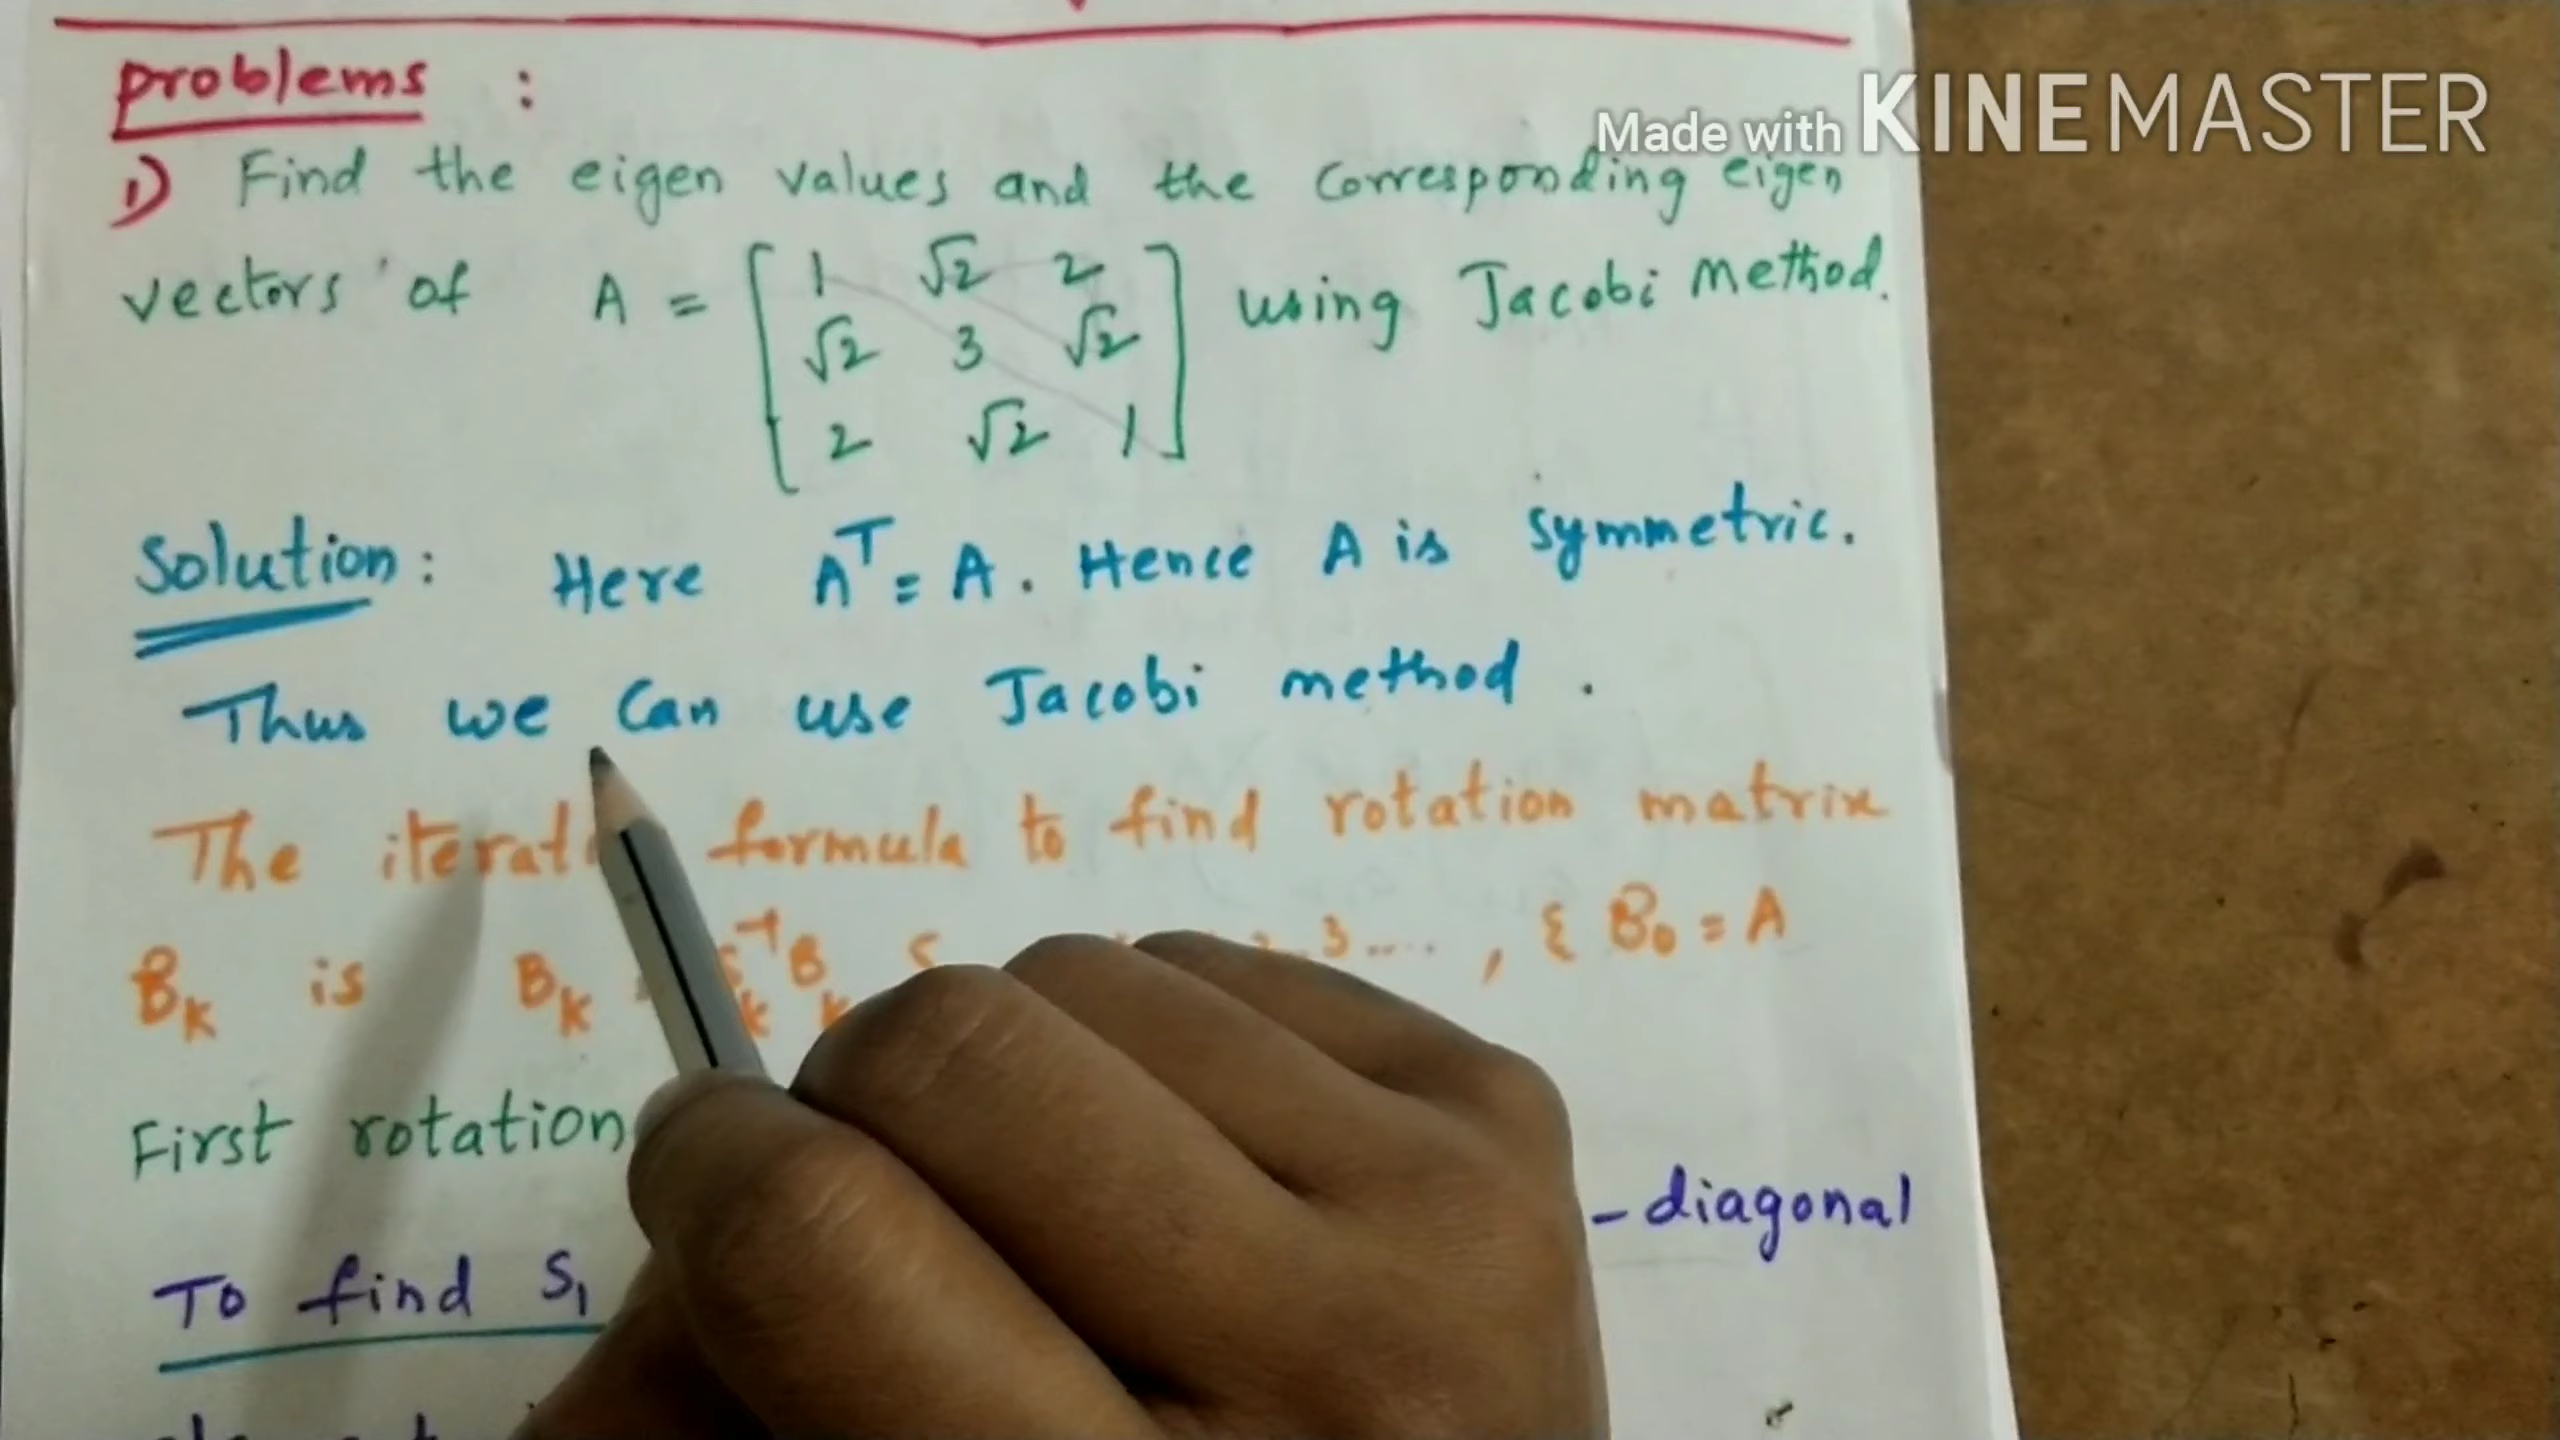 problems :
Made with KINEMASTER
1) Find the eigen values and the corresponding eigen
vectors of A = [ 1 √2 2
√2 3 √2
2 √2 1 ] using Jacobi method.
Solution: Here A^T = A. Hence A is symmetric.
Thus we can use Jacobi method.
The formula to find rotation matrix
B_K is B_K 3...., & B_0 = A
First rotation
-diagonal
To find S_1